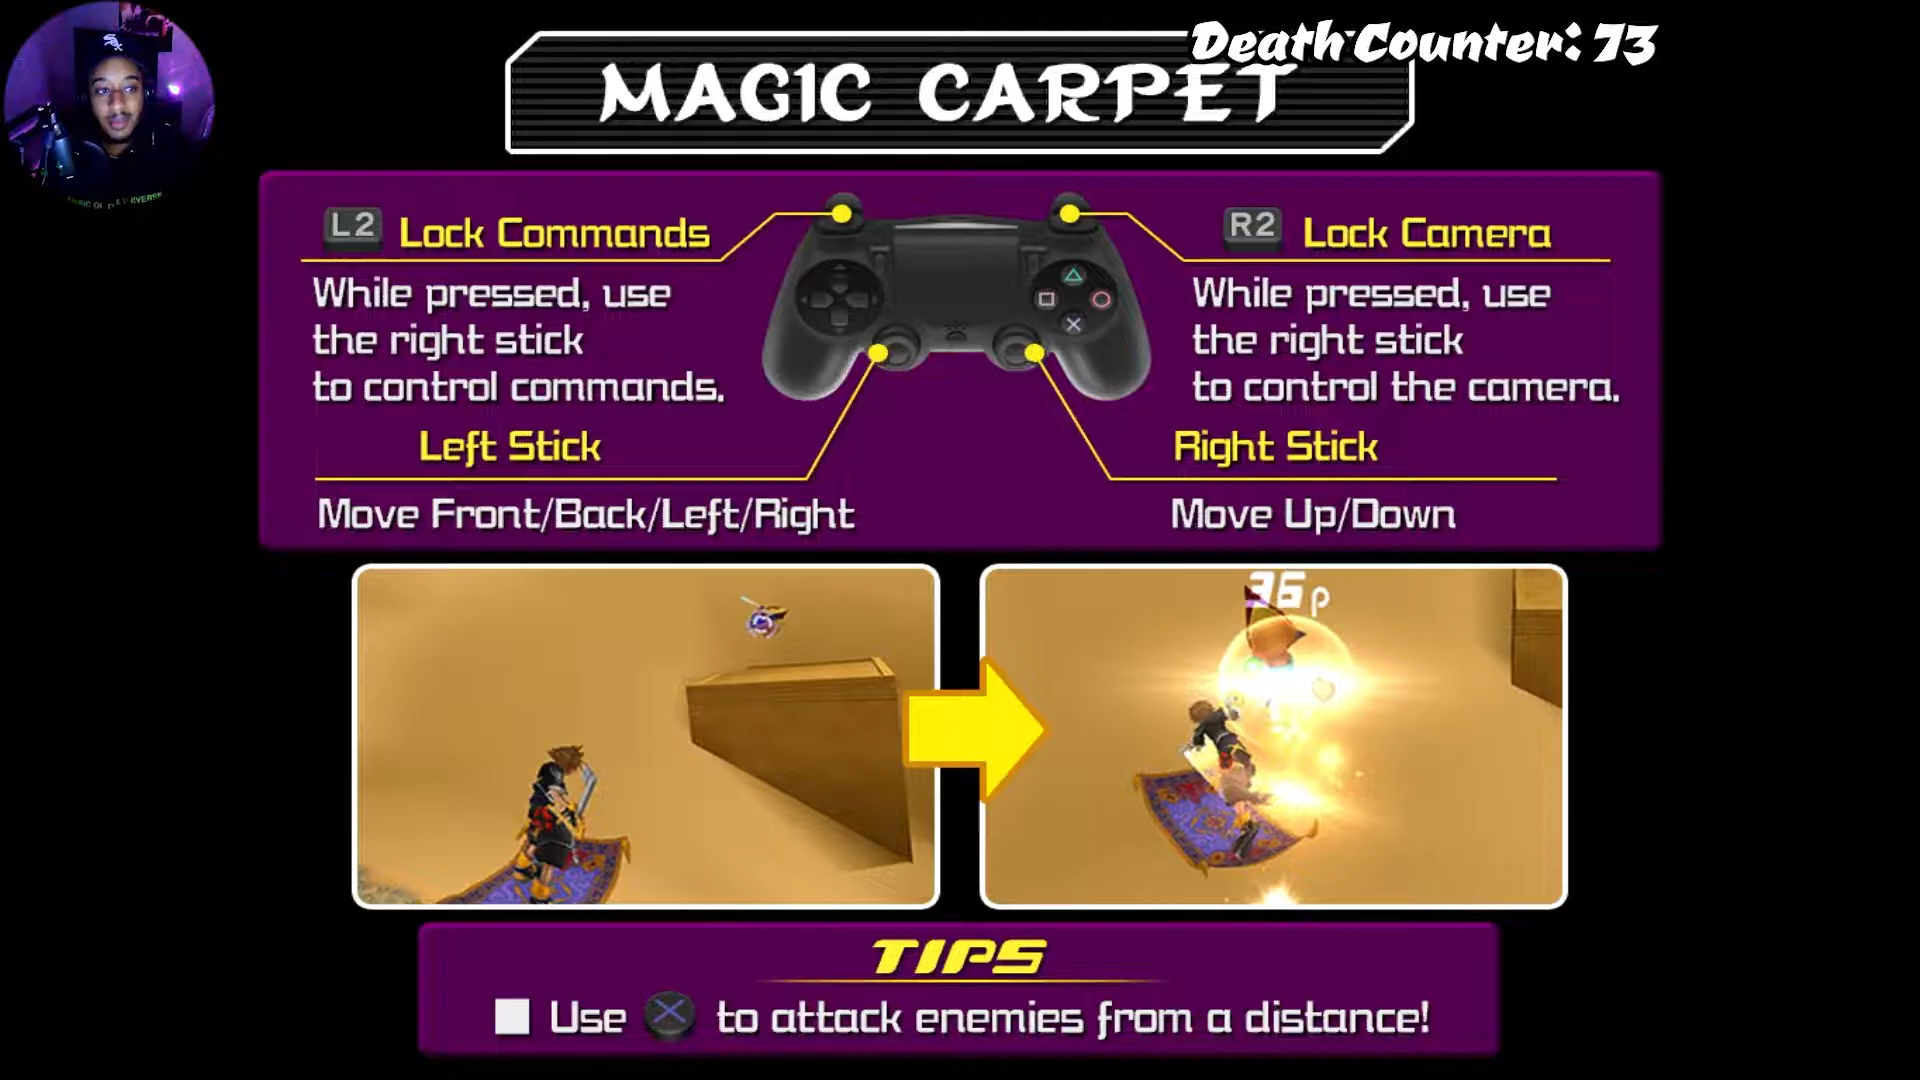 Death Counter: 73
MAGIC CARPET
L2 Lock Commands
While pressed, use
the right stick
to control commands.
R2 Lock Camera
While pressed, use
the right stick
to control the camera.
Left Stick
Move Front/Back/Left/Right
Right Stick
Move Up/Down
36p
TIPS
Use to attack enemies from a distance!